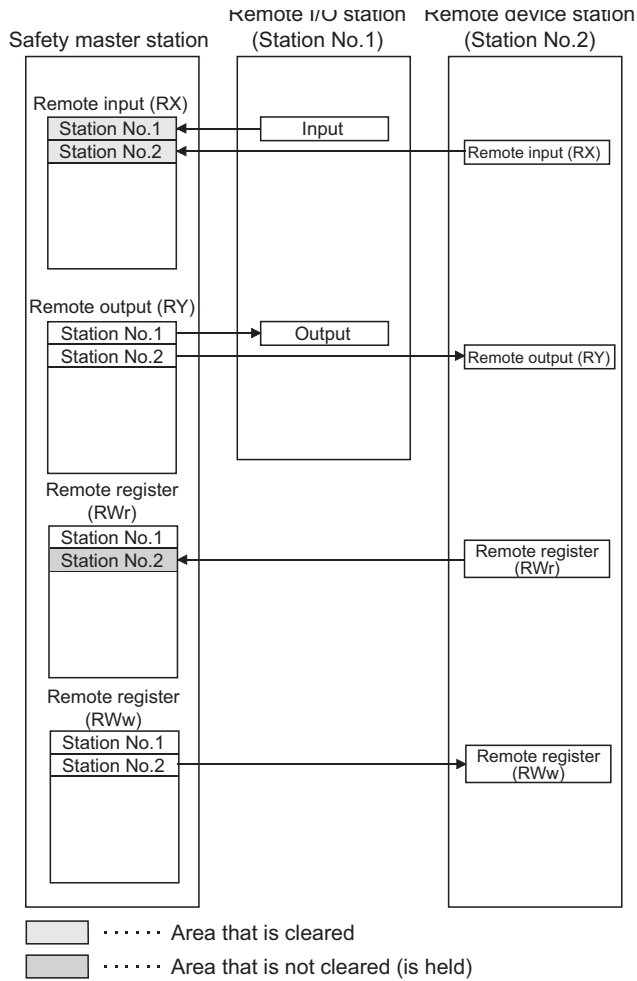 Remote I/O station
(Station No.1)
Remote device station
(Station No.2)
Safety master station
Remote input (RX)
Station No.1
Station No.2
Input
Remote input (RX)
Remote output (RY)
Station No.1
Station No.2
Output
Remote output (RY)
Remote register
(RWr)
Station No.1
Station No.2
Remote register
(RWr)
Remote register
(RWw)
Station No.1
Station No.2
Remote register
(RWw)
······ Area that is cleared
······ Area that is not cleared (is held)